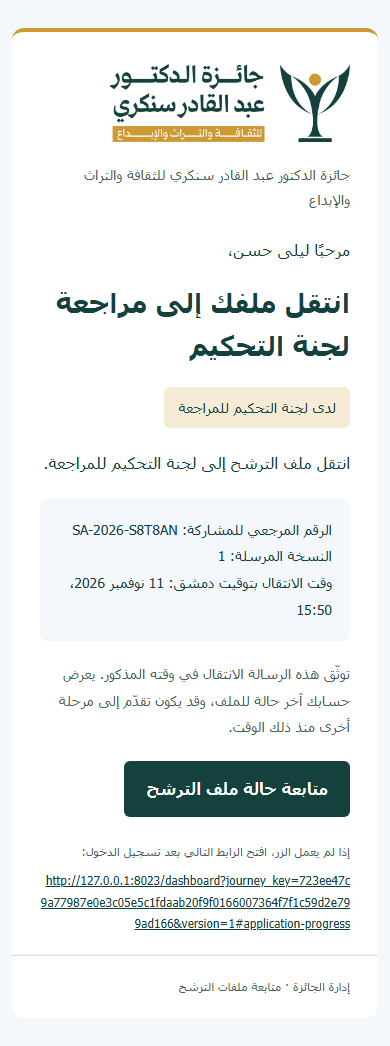 جائزة الدكتور
عبد القادر سنكري
للثقافة والتراث والإبداع
جائزة الدكتور عبد القادر سنكري للثقافة والتراث
والإبداع
مرحبًا ليلى حسن،
انتقل ملفك إلى مراجعة
لجنة التحكيم
لدى لجنة التحكيم للمراجعة
انتقل ملف الترشح إلى لجنة التحكيم للمراجعة.
الرقم المرجعي للمشاركة: SA-2026-S8T8AN
النسخة المرسلة: 1
وقت الانتقال بتوقيت دمشق: 11 نوفمبر 2026،
15:50
توثّق هذه الرسالة الانتقال في وقته المذكور. يعرض
حسابك آخر حالة للملف، وقد يكون تقدّم إلى مرحلة
أخرى منذ ذلك الوقت.
متابعة حالة ملف الترشح
إذا لم يعمل الزر، افتح الرابط التالي بعد تسجيل الدخول:
http://127.0.0.1:8023/dashboard?journey_key=723ee47c
9a77987e0e3c05e5c1fdaab20f9f0166007364f7f1c59d2e79
9ad166&version=1#application-progress
إدارة الجائزة · متابعة ملفات الترشح